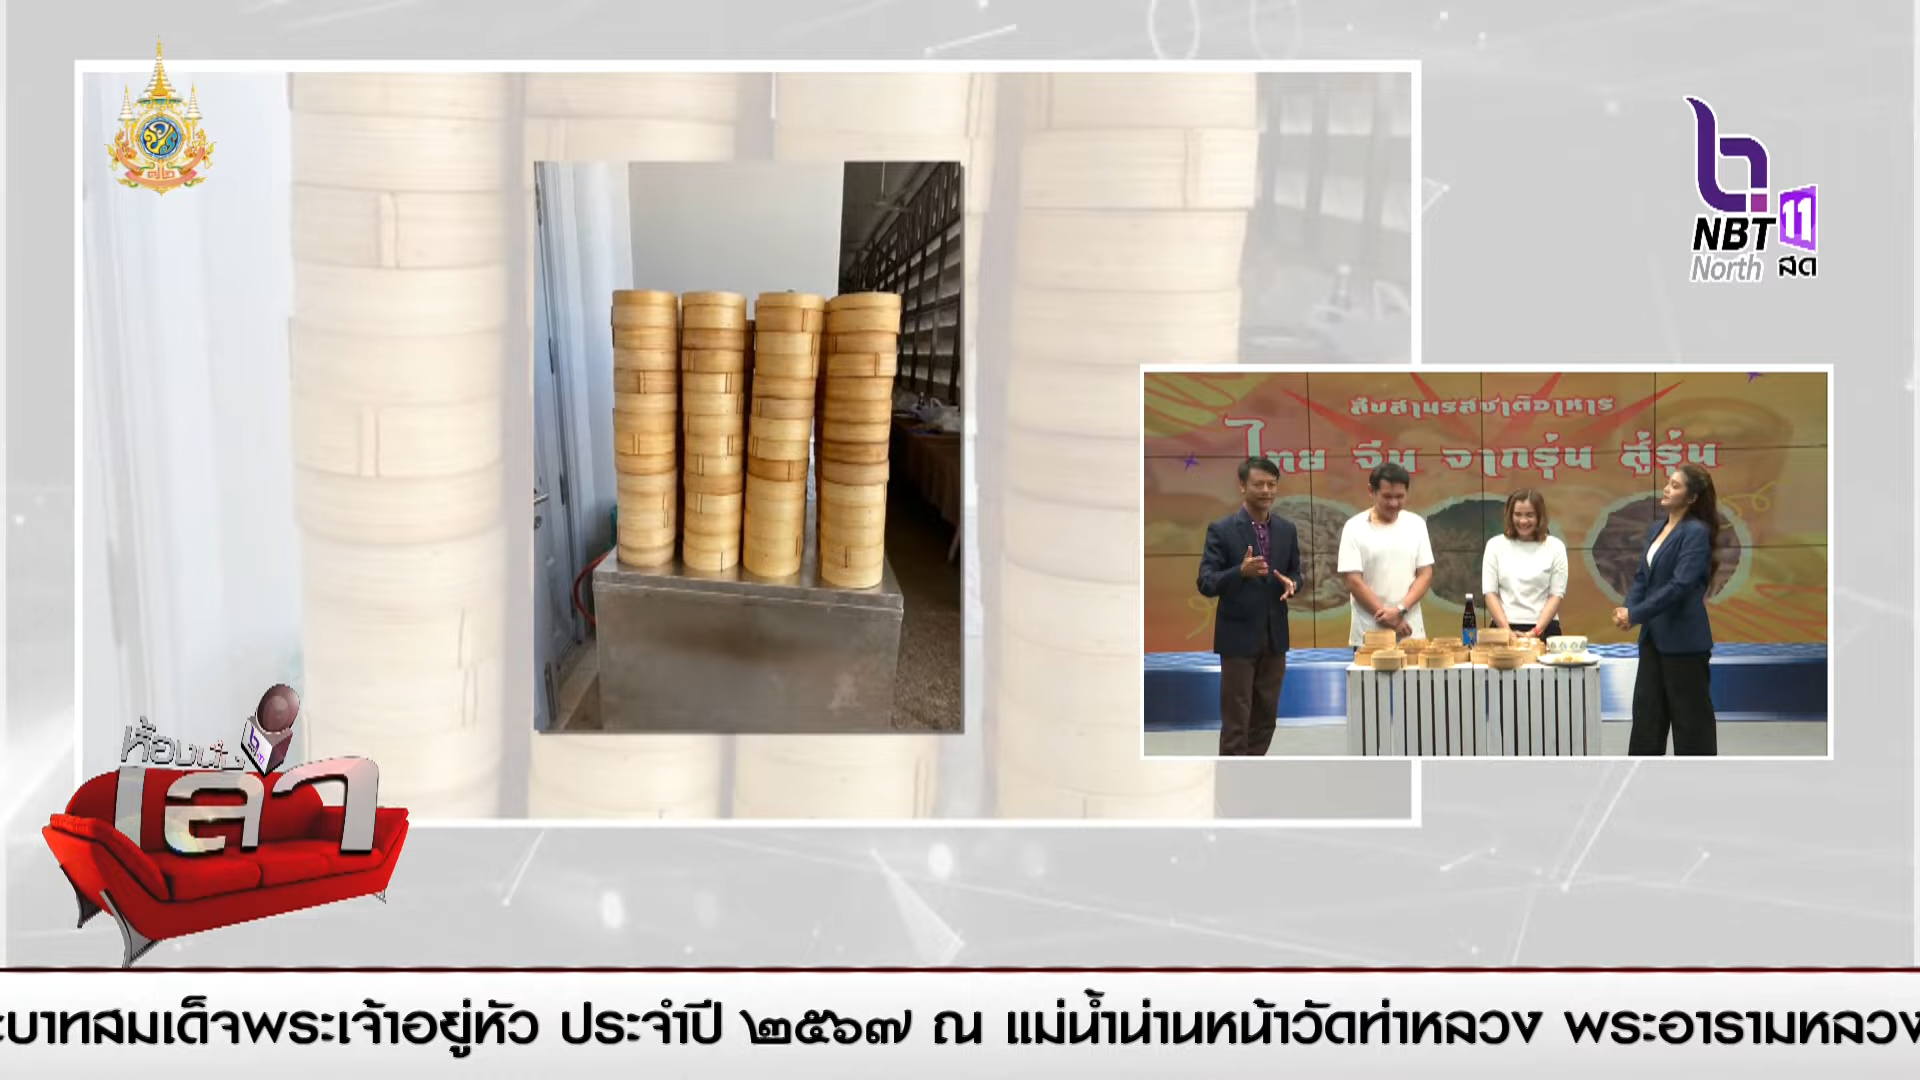 ๗๒
NBT 11
North สด
สืบสานรสชาติอาหาร
ไทย จีน จากรุ่น สู่รุ่น
ห้องนั่ง
เล่า
ะบาทสมเด็จพระเจ้าอยู่หัว ประจำปี ๒๕๖๗ ณ แม่น้ำน่านหน้าวัดท่าหลวง พระอารามหลวง